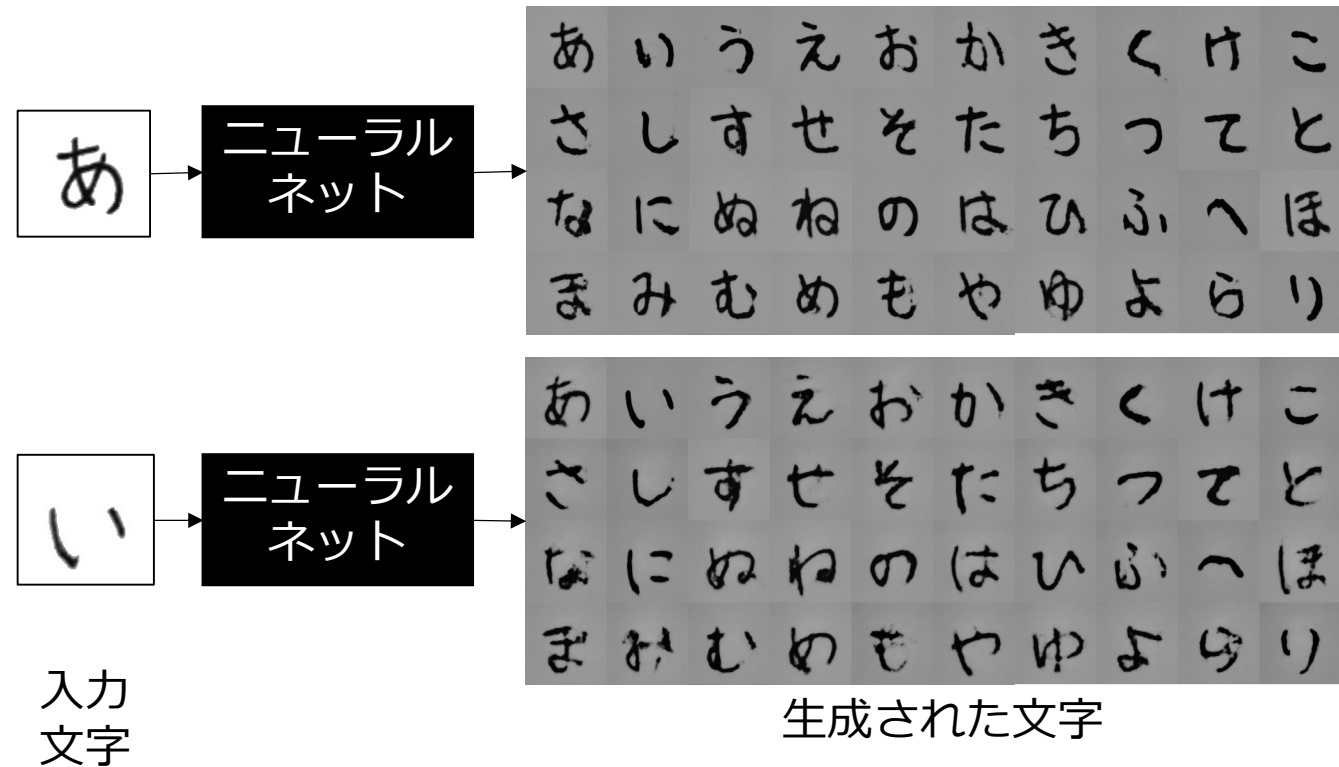 あ
ニューラル
ネット
あいうえおかきくけこ
さしすせそたちつてと
なにぬねのはひふへほ
まみむめもやゆよらり
い
ニューラル
ネット
あいうえおかきくけこ
さしすせそたちつてと
なにぬねのはひふへほ
まみむめもやゆよらり
入力
文字
生成された文字